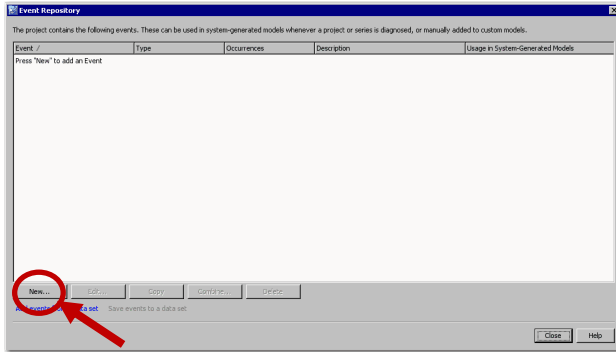 Event Repository
The project contains the following events. These can be used in system-generated models whenever a project or series is diagnosed, or manually added to custom models.
Event / Type Occurrences Description Usage in System-Generated Models
Press "New" to add an Event
New... Edit... Copy Combine... Delete
Add events data set Save events to a data set
Close Help